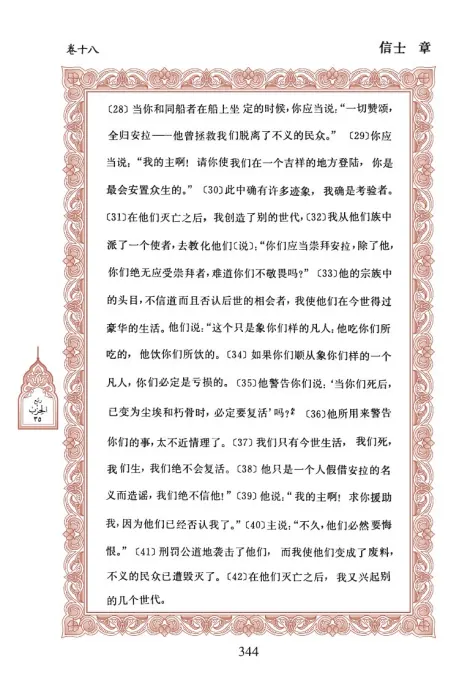 卷十八
信士 章
〔28〕当你和同船者在船上坐定的时候，你应当说：“一切赞颂，
全归安拉——他曾拯救我们脱离了不义的民众。” 〔29〕你应
当说：“我的主啊！请你使我们在一个吉祥的地方登陆，你是
最会安置众生的。”〔30〕此中确有许多迹象，我确是考验者。
〔31〕在他们灭亡之后，我创造了别的世代，〔32〕我从他们族中
派了一个使者，去教化他们〔说〕：“你们应当崇拜安拉，除了他，
你们绝无应受崇拜者，难道你们不敬畏吗？”〔33〕他的宗族中
的头目，不信道而且否认后世的相会者，我使他们在今世得过
豪华的生活。他们说：“这个只是象你们样的凡人；他吃你们所
吃的，他饮你们所饮的。〔34〕如果你们顺从象你们样的一个
凡人，你们必定是亏损的。〔35〕他警告你们说：‘当你们死后，
已变为尘埃和朽骨时，必定要复活’吗？〔36〕他所用来警告
你们的事，太不近情理了。〔37〕我们只有今世生活，我们死，
我们生，我们绝不会复活。〔38〕他只是一个人假借安拉的名
义而造谣，我们绝不信他！”〔39〕他说：“我的主啊！求你援助
我，因为他们已经否认我了。”〔40〕主说：“不久，他们必然要悔
恨。”〔41〕刑罚公道地袭击了他们，而我使他们变成了废料，
不义的民众已遭毁灭了。〔42〕在他们灭亡之后，我又兴起别
的几个世代。
ربع
الحزب
٣٥
344